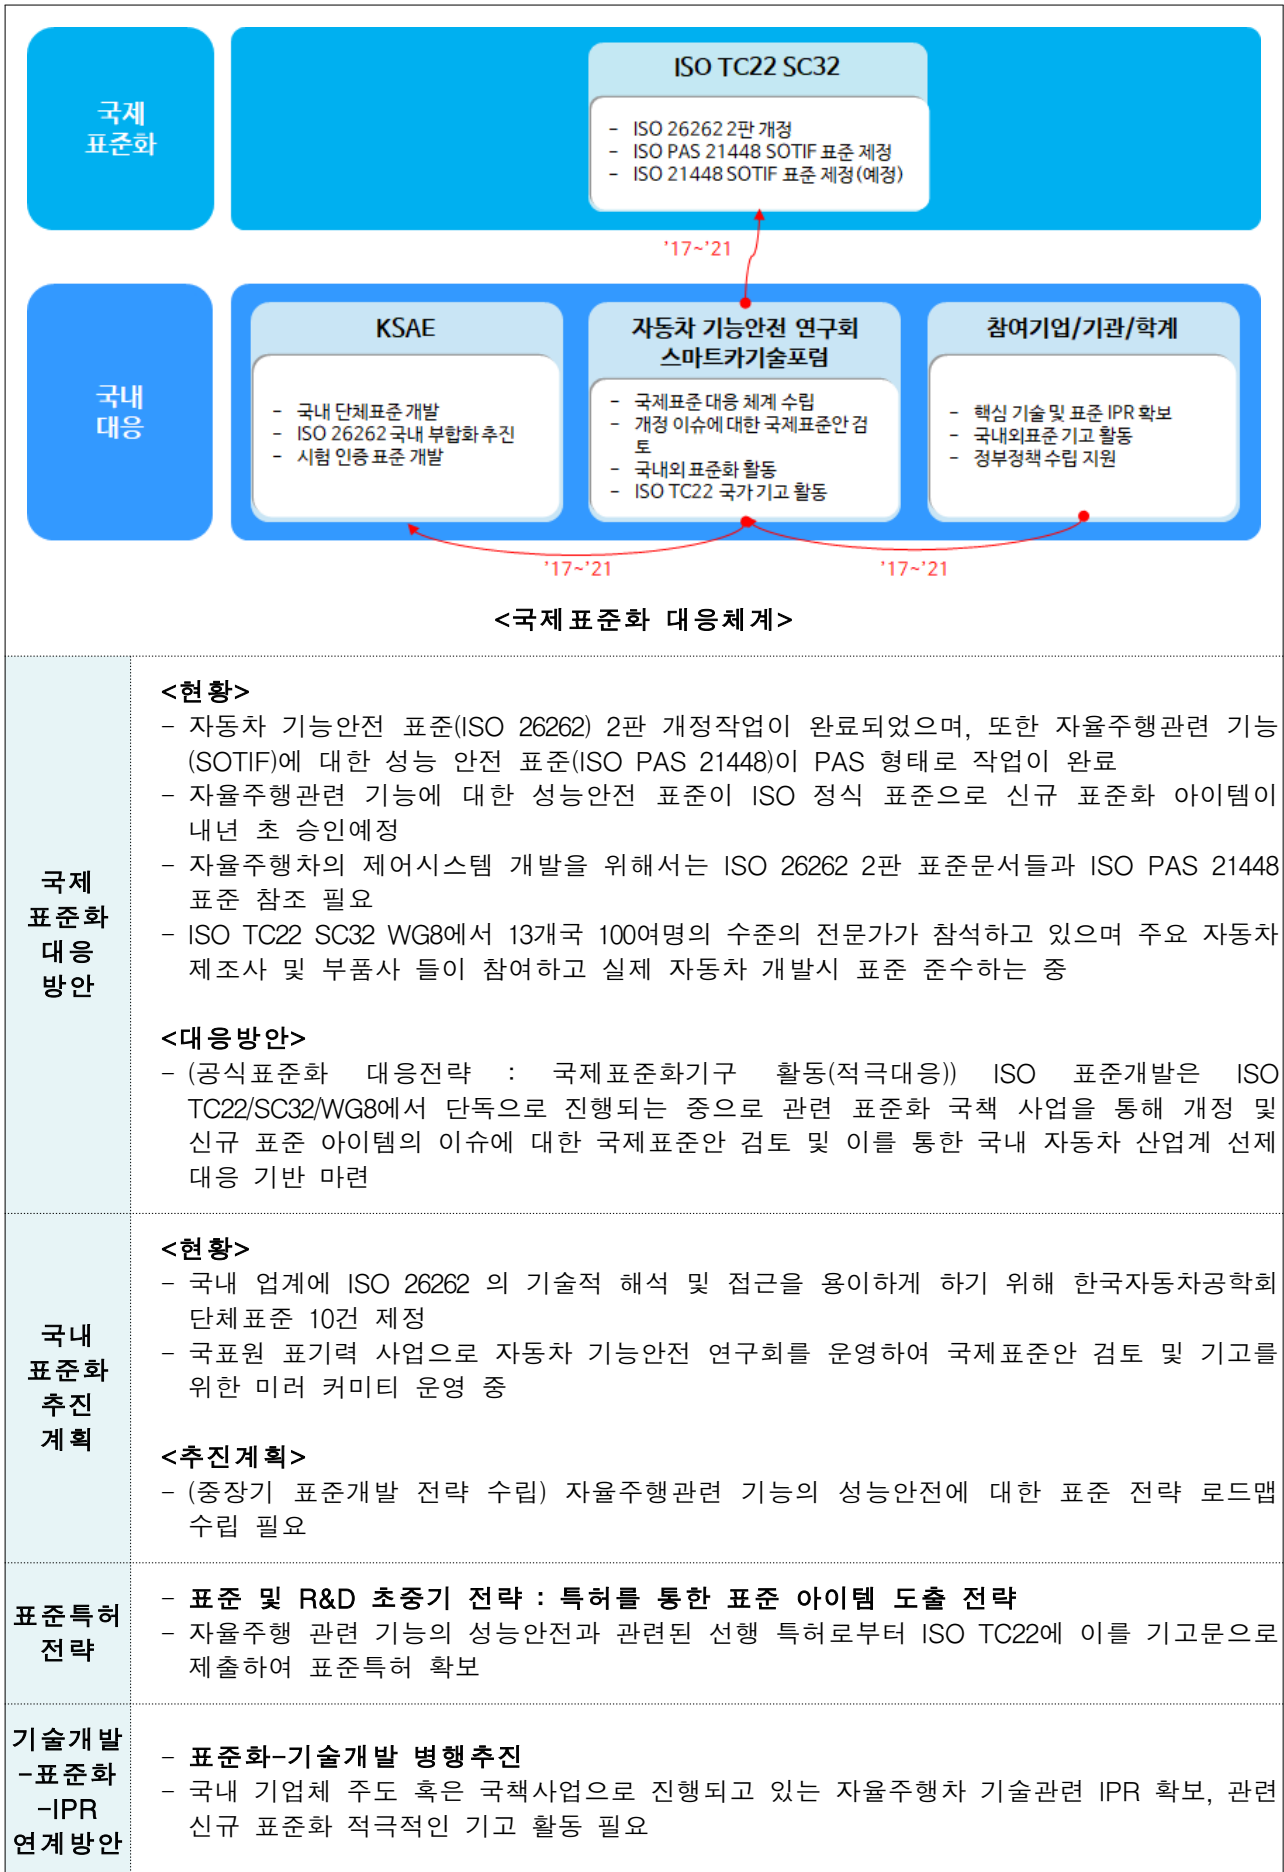 국제
표준화
ISO TC22 SC32
- ISO 26262 2판 개정
- ISO PAS 21448 SOTIF 표준 제정
- ISO 21448 SOTIF 표준 제정(예정)
'17~'21
국내
대응
KSAE
- 국내 단체표준 개발
- ISO 26262 국내 부합화 추진
- 시험 인증 표준 개발
자동차 기능안전 연구회
스마트카기술포럼
- 국제표준 대응 체계 수립
- 개정 이슈에 대한 국제표준안 검
토
- 국내외 표준화 활동
- ISO TC22 국가 기고 활동
참여기업/기관/학계
- 핵심 기술 및 표준 IPR 확보
- 국내외표준 기고 활동
- 정부정책 수립 지원
'17~'21
'17~'21
<국제표준화 대응체계>
국제
표준화
대응
방안
<현황>
- 자동차 기능안전 표준(ISO 26262) 2판 개정작업이 완료되었으며, 또한 자율주행관련 기능
(SOTIF)에 대한 성능 안전 표준(ISO PAS 21448)이 PAS 형태로 작업이 완료
- 자율주행관련 기능에 대한 성능안전 표준이 ISO 정식 표준으로 신규 표준화 아이템이
내년 초 승인예정
- 자율주행차의 제어시스템 개발을 위해서는 ISO 26262 2판 표준문서들과 ISO PAS 21448
표준 참조 필요
- ISO TC22 SC32 WG8에서 13개국 100여명의 수준의 전문가가 참석하고 있으며 주요 자동차
제조사 및 부품사 들이 참여하고 실제 자동차 개발시 표준 준수하는 중
<대응방안>
- (공식표준화 대응전략 : 국제표준화기구 활동(적극대응)) ISO 표준개발은 ISO
TC22/SC32/WG8에서 단독으로 진행되는 중으로 관련 표준화 국책 사업을 통해 개정 및
신규 표준 아이템의 이슈에 대한 국제표준안 검토 및 이를 통한 국내 자동차 산업계 선제
대응 기반 마련
국내
표준화
추진
계획
<현황>
- 국내 업계에 ISO 26262 의 기술적 해석 및 접근을 용이하게 하기 위해 한국자동차공학회
단체표준 10건 제정
- 국표원 표기력 사업으로 자동차 기능안전 연구회를 운영하여 국제표준안 검토 및 기고를
위한 미러 커미티 운영 중
<추진계획>
- (중장기 표준개발 전략 수립) 자율주행관련 기능의 성능안전에 대한 표준 전략 로드맵
수립 필요
표준특허
전략
- 표준 및 R&D 초중기 전략 : 특허를 통한 표준 아이템 도출 전략
- 자율주행 관련 기능의 성능안전과 관련된 선행 특허로부터 ISO TC22에 이를 기고문으로
제출하여 표준특허 확보
기술개발
-표준화
-IPR
연계방안
- 표준화-기술개발 병행추진
- 국내 기업체 주도 혹은 국책사업으로 진행되고 있는 자율주행차 기술관련 IPR 확보, 관련
신규 표준화 적극적인 기고 활동 필요